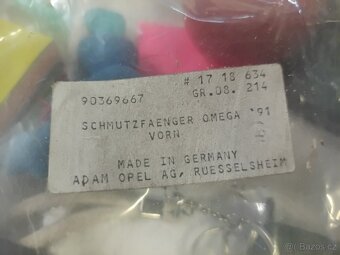 # 17 18 634
90369667 GR.08. 214
SCHMUTZFAENGER OMEGA '91
VORN
MADE IN GERMANY
ADAM OPEL AG, RUESSELSHEIM